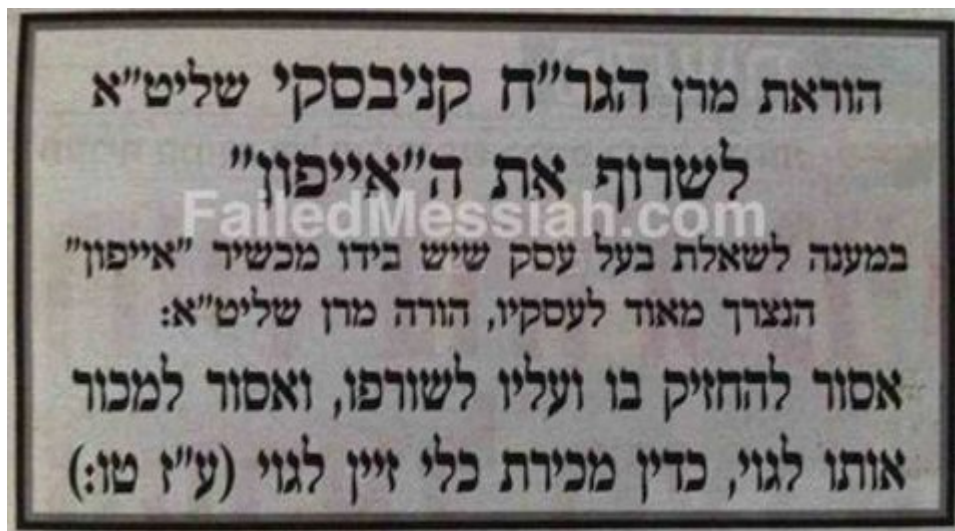 הוראת מרן הגר"ח קניבסקי שליט"א
לשרוף את ה"אייפון"
FailedMessiah.com
במענה לשאלת בעל עסק שיש בידו מכשיר "אייפון"
הנצרך מאוד לעסקיו, הורה מרן שליט"א:
אסור להחזיק בו ועליו לשורפו, ואסור למכור
אותו לגוי, כדין מכירת כלי זיין לגוי (ע"ז טו:)